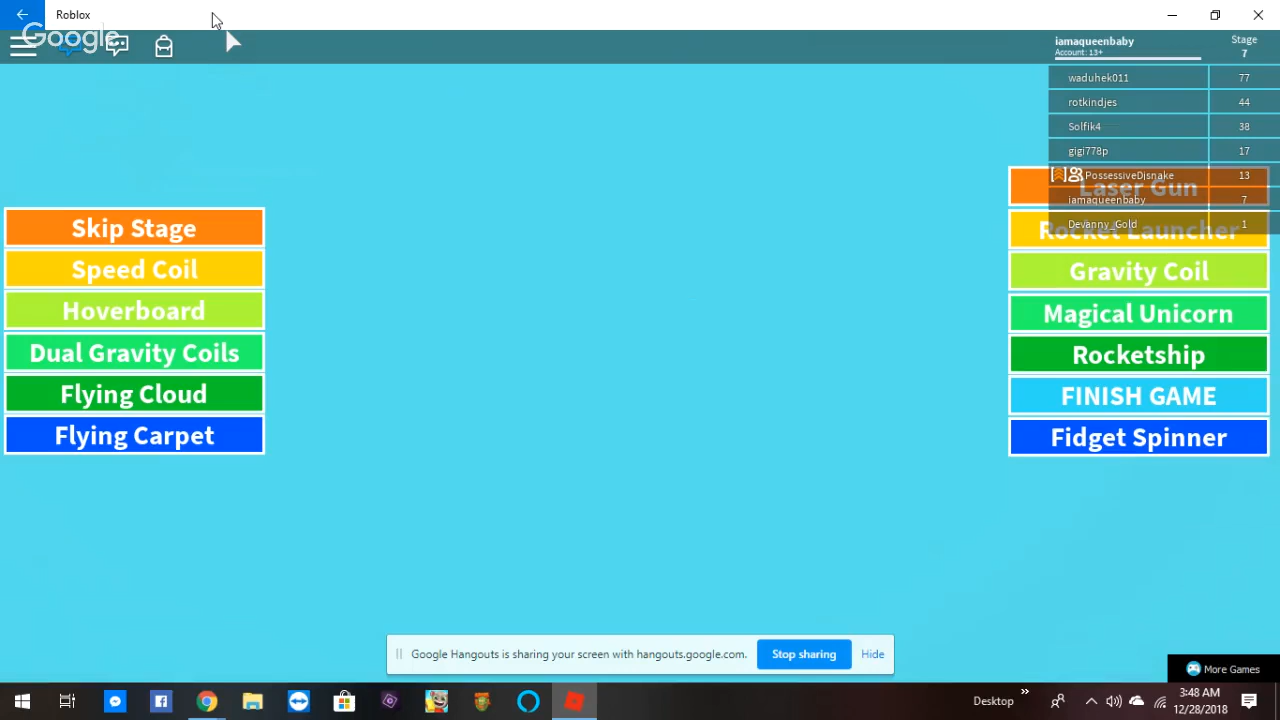 Roblox
Google
iamaqueenbaby
Account: 13+
Stage
7
waduhek011 77
rotkindjes 44
Solfik4 38
gigi778p 17
PossessiveDjsnake 13
iamaqueenbaby 7
Devanny_Gold 1
Skip Stage
Speed Coil
Hoverboard
Dual Gravity Coils
Flying Cloud
Flying Carpet
Laser Gun
Rocket Launcher
Gravity Coil
Magical Unicorn
Rocketship
FINISH GAME
Fidget Spinner
Google Hangouts is sharing your screen with hangouts.google.com.
Stop sharing
Hide
More Games
Desktop
3:48 AM
12/28/2018